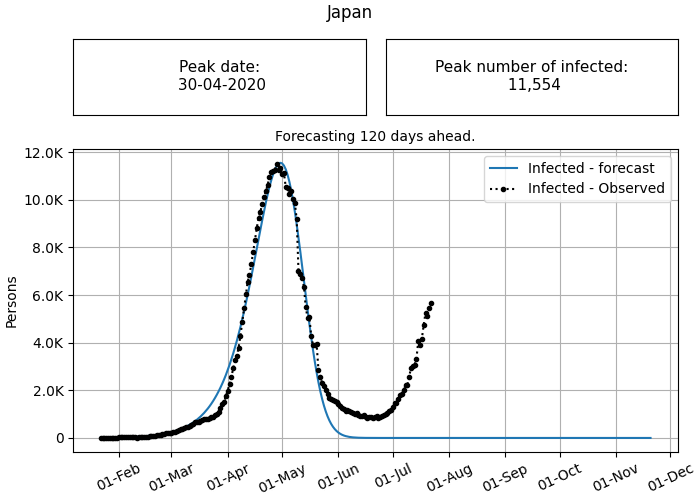 Japan
Peak date:
30-04-2020
Peak number of infected:
11,554
Forecasting 120 days ahead.
12.0K
10.0K
8.0K
6.0K
4.0K
2.0K
0
Persons
Infected - forecast
Infected - Observed
01-Feb
01-Mar
01-Apr
01-May
01-Jun
01-Jul
01-Aug
01-Sep
01-Oct
01-Nov
01-Dec